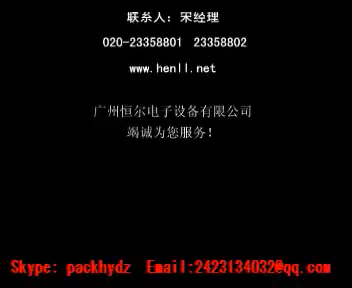 联系人：宋经理
020-23358801 23358802
www.henll.net
广州恒尔电子设备有限公司
竭诚为您服务！
Skype: packhydz Email:2423134032@qq.com